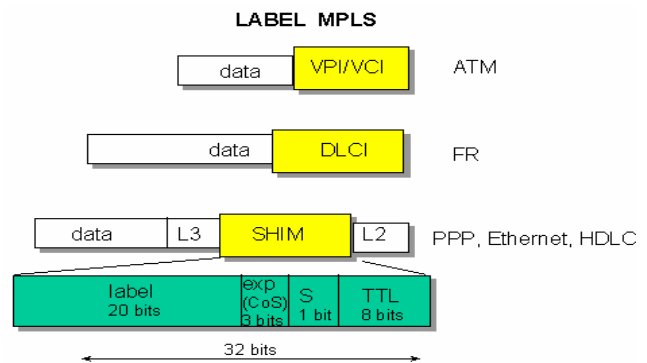 LABEL MPLS
data VPI/VCI ATM
data DLCI FR
data L3 SHIM L2 PPP, Ethernet, HDLC
label exp S TTL
20 bits (CoS) 1 bit 8 bits
3 bits
32 bits